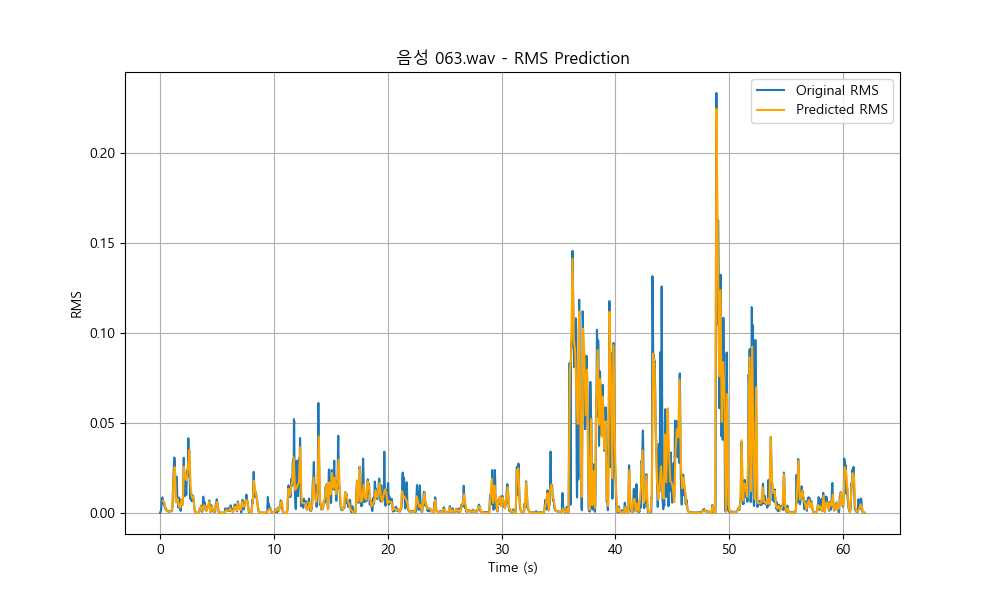 음성 063.wav - RMS Prediction
Original RMS
Predicted RMS
0.20
0.15
0.10
0.05
0.00
RMS
0 10 20 30 40 50 60
Time (s)